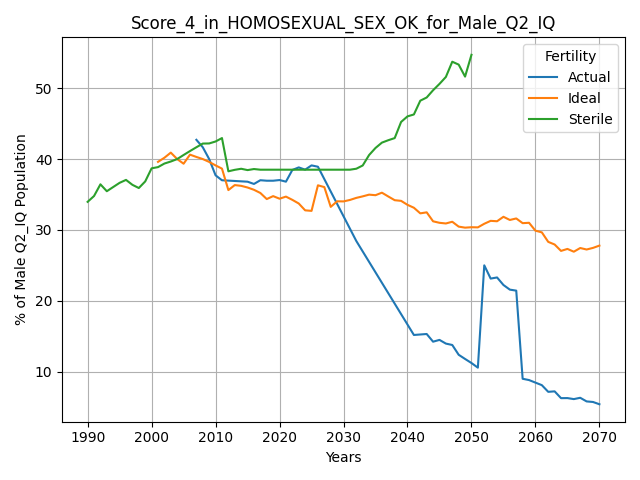 Score_4_in_HOMOSEXUAL_SEX_OK_for_Male_Q2_IQ
Fertility
Actual
Ideal
Sterile
% of Male Q2_IQ Population
50
40
30
20
10
1990 2000 2010 2020 2030 2040 2050 2060 2070
Years